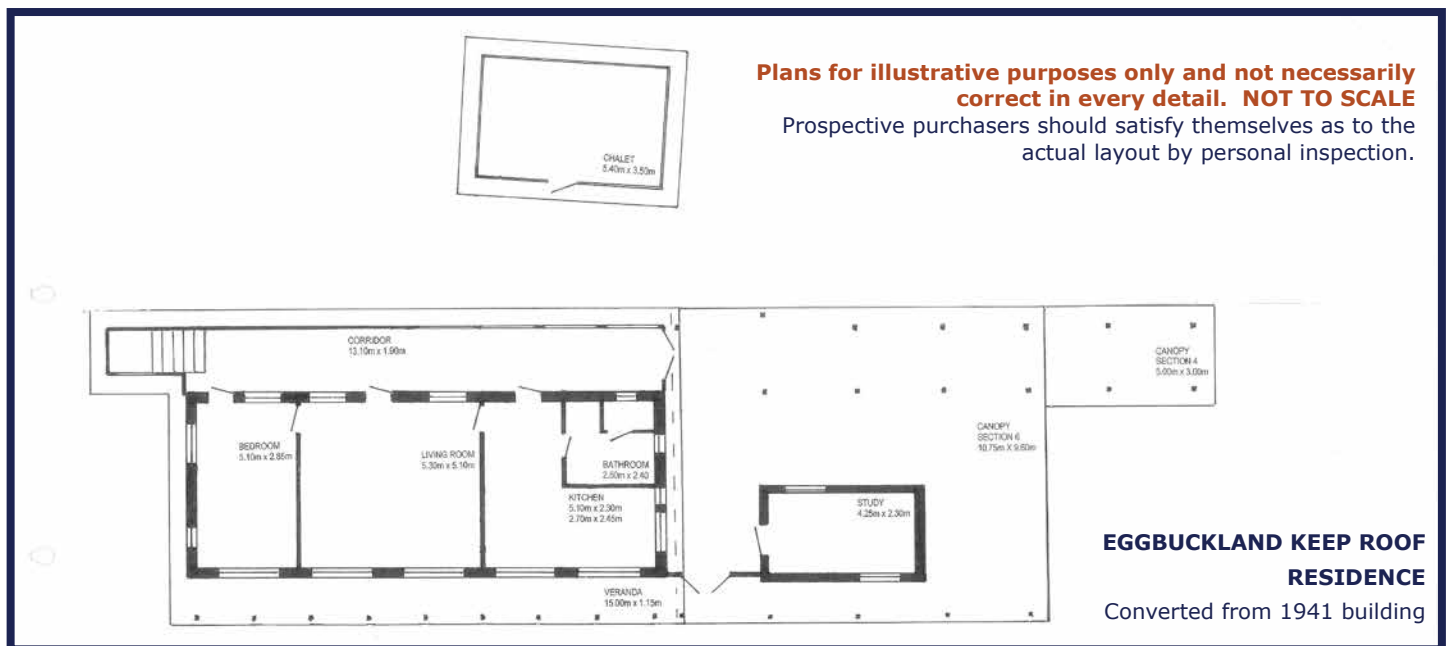 Plans for illustrative purposes only and not necessarily
correct in every detail.  NOT TO SCALE
Prospective purchasers should satisfy themselves as to the
actual layout by personal inspection.
CHALET
5.40m x 3.50m
CORRIDOR
13.10m x 1.90m
CANOPY
SECTION 4
5.00m x 3.00m
BEDROOM
5.10m x 2.85m
LIVING ROOM
5.30m x 5.10m
BATHROOM
2.50m x 2.40
KITCHEN
5.10m x 2.30m
2.70m x 2.45m
CANOPY
SECTION 6
10.75m X 9.60m
STUDY
4.25m x 2.30m
VERANDA
15.00m x 1.15m
EGGBUCKLAND KEEP ROOF
RESIDENCE
Converted from 1941 building